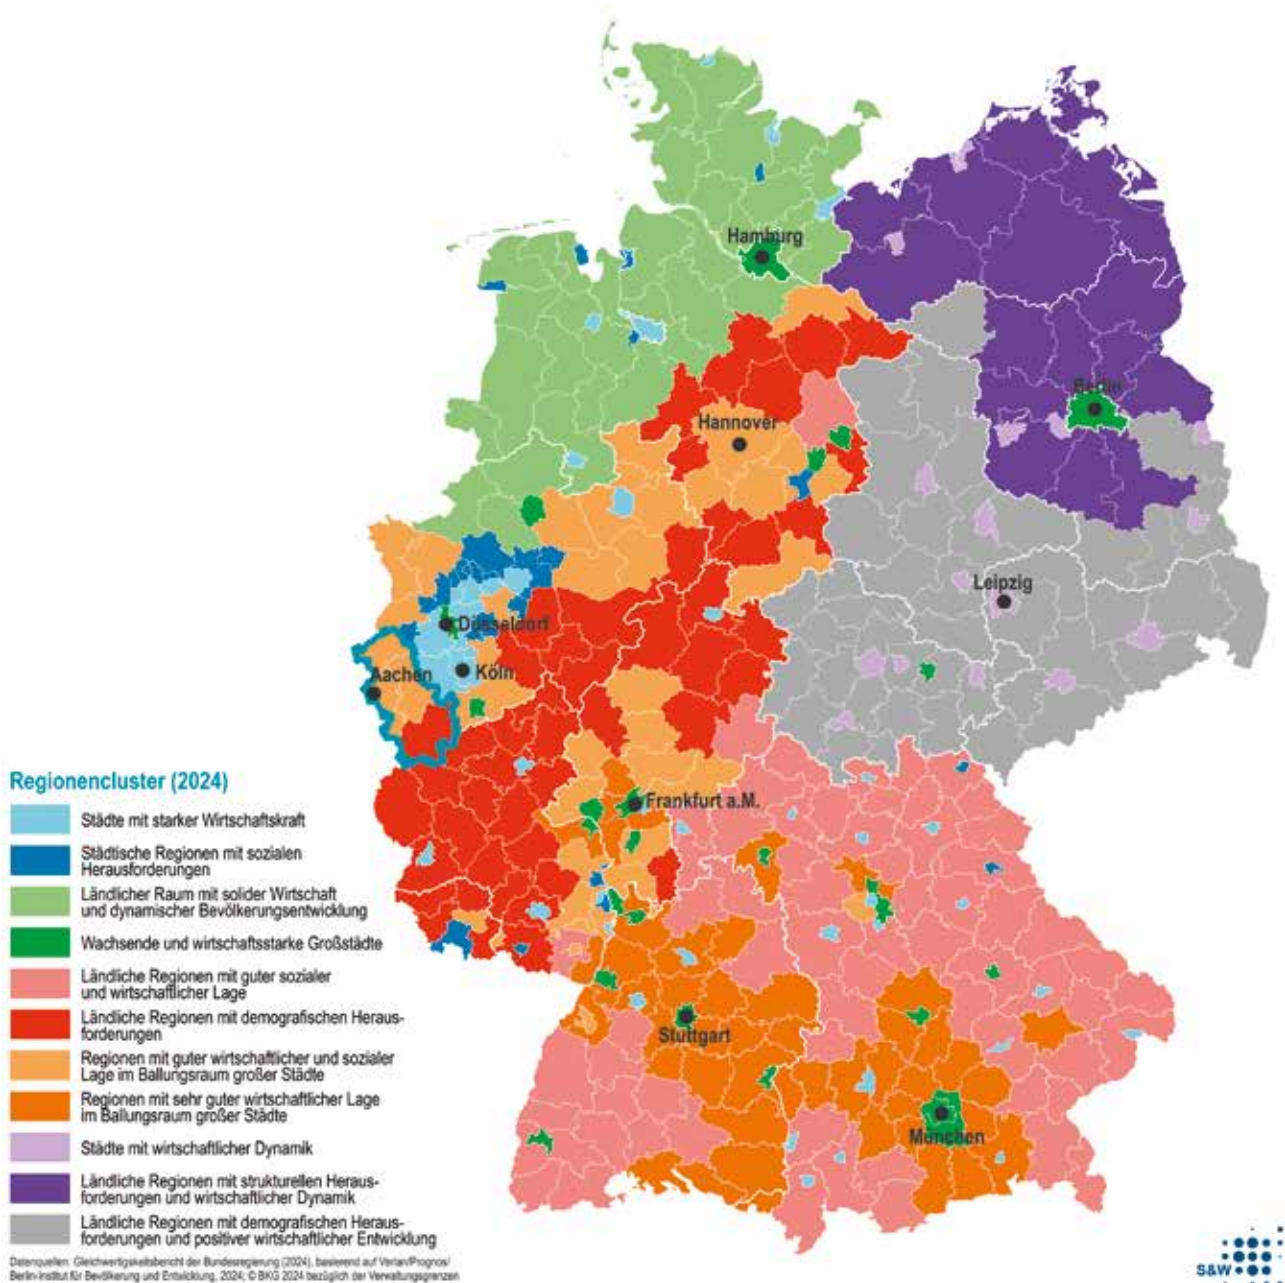 Hamburg
Berlin
Hannover
Leipzig
Düsseldorf
Aachen
Köln
Frankfurt a.M.
Stuttgart
München
Regionencluster (2024)
Städte mit starker Wirtschaftskraft
Städtische Regionen mit sozialen
Herausforderungen
Ländlicher Raum mit solider Wirtschaft
und dynamischer Bevölkerungsentwicklung
Wachsende und wirtschaftsstarke Großstädte
Ländliche Regionen mit guter sozialer
und wirtschaftlicher Lage
Ländliche Regionen mit demografischen Heraus-
forderungen
Regionen mit guter wirtschaftlicher und sozialer
Lage im Ballungsraum großer Städte
Regionen mit sehr guter wirtschaftlicher Lage
im Ballungsraum großer Städte
Städte mit wirtschaftlicher Dynamik
Ländliche Regionen mit strukturellen Heraus-
forderungen und wirtschaftlicher Dynamik
Ländliche Regionen mit demografischen Heraus-
forderungen und positiver wirtschaftlicher Entwicklung
Datenquellen: Gleichwertigkeitsbericht der Bundesregierung (2024), basierend auf Verian/Prognos/
Berlin-Institut für Bevölkerung und Entwicklung, 2024; © BKG 2024 bezüglich der Verwaltungsgrenzen
S&W